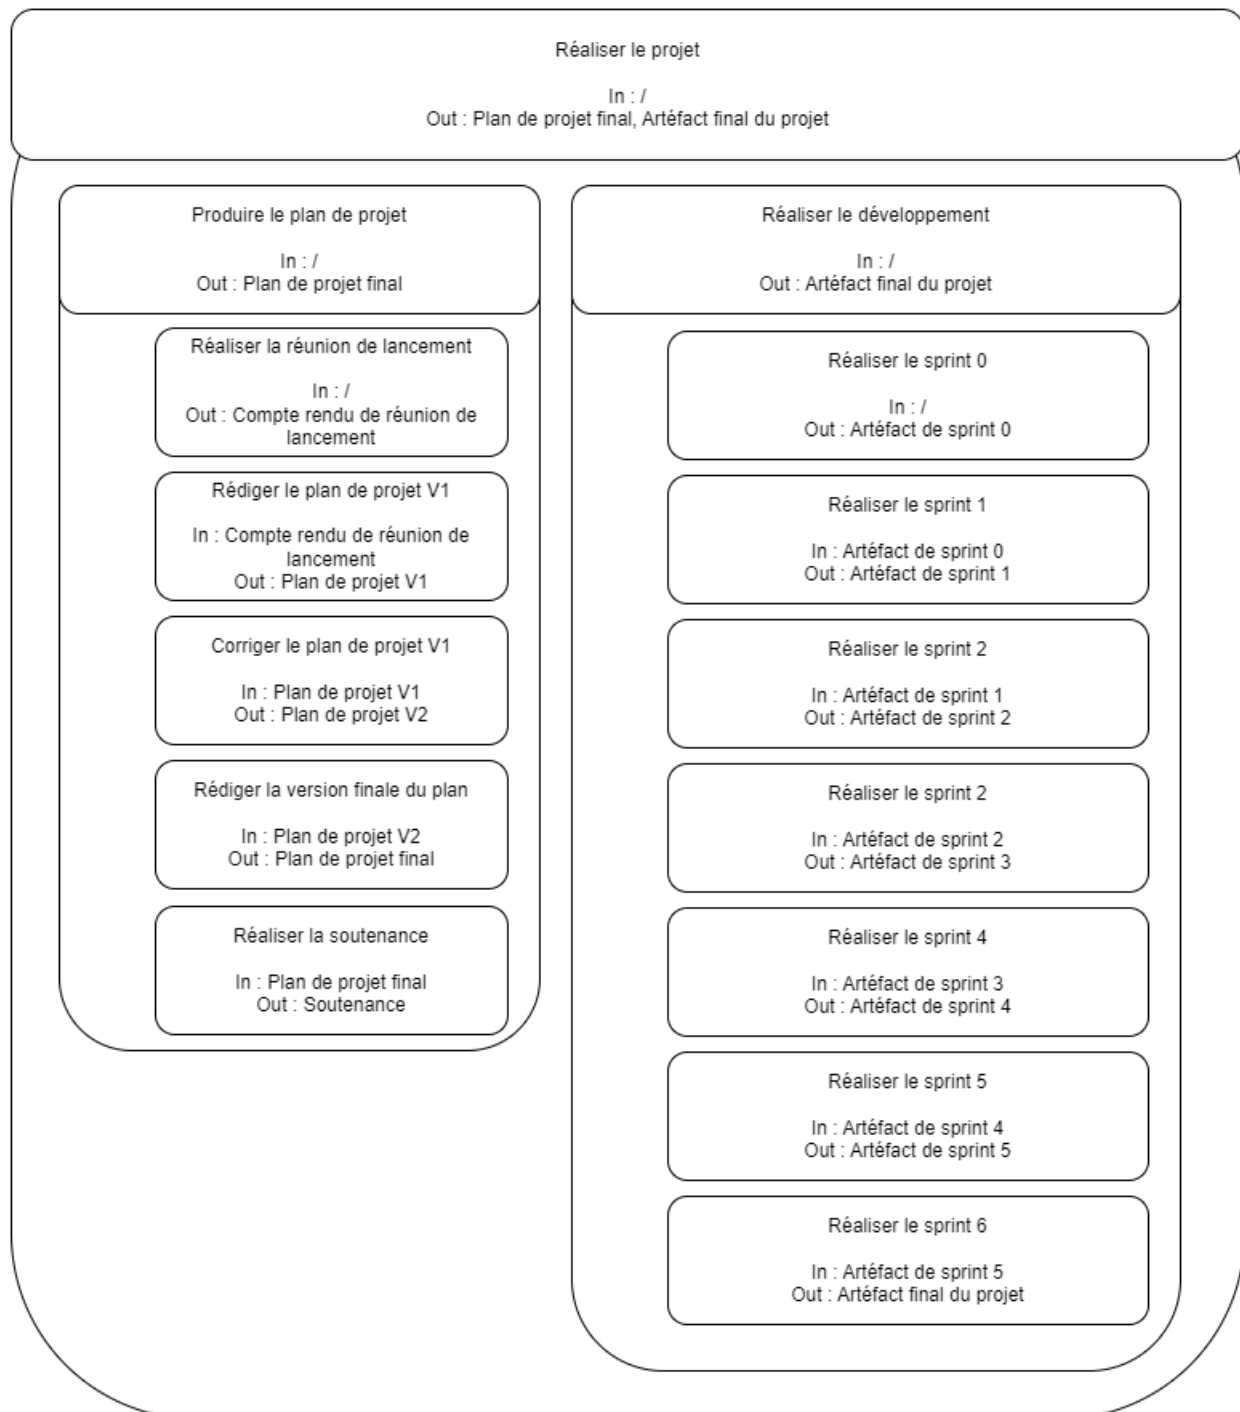 Réaliser le projet
In : /
Out : Plan de projet final, Artéfact final du projet
Produire le plan de projet
In : /
Out : Plan de projet final
Réaliser la réunion de lancement
In : /
Out : Compte rendu de réunion de
lancement
Rédiger le plan de projet V1
In : Compte rendu de réunion de
lancement
Out : Plan de projet V1
Corriger le plan de projet V1
In : Plan de projet V1
Out : Plan de projet V2
Rédiger la version finale du plan
In : Plan de projet V2
Out : Plan de projet final
Réaliser la soutenance
In : Plan de projet final
Out : Soutenance
Réaliser le développement
In : /
Out : Artéfact final du projet
Réaliser le sprint 0
In : /
Out : Artéfact de sprint 0
Réaliser le sprint 1
In : Artéfact de sprint 0
Out : Artéfact de sprint 1
Réaliser le sprint 2
In : Artéfact de sprint 1
Out : Artéfact de sprint 2
Réaliser le sprint 2
In : Artéfact de sprint 2
Out : Artéfact de sprint 3
Réaliser le sprint 4
In : Artéfact de sprint 3
Out : Artéfact de sprint 4
Réaliser le sprint 5
In : Artéfact de sprint 4
Out : Artéfact de sprint 5
Réaliser le sprint 6
In : Artéfact de sprint 5
Out : Artéfact final du projet